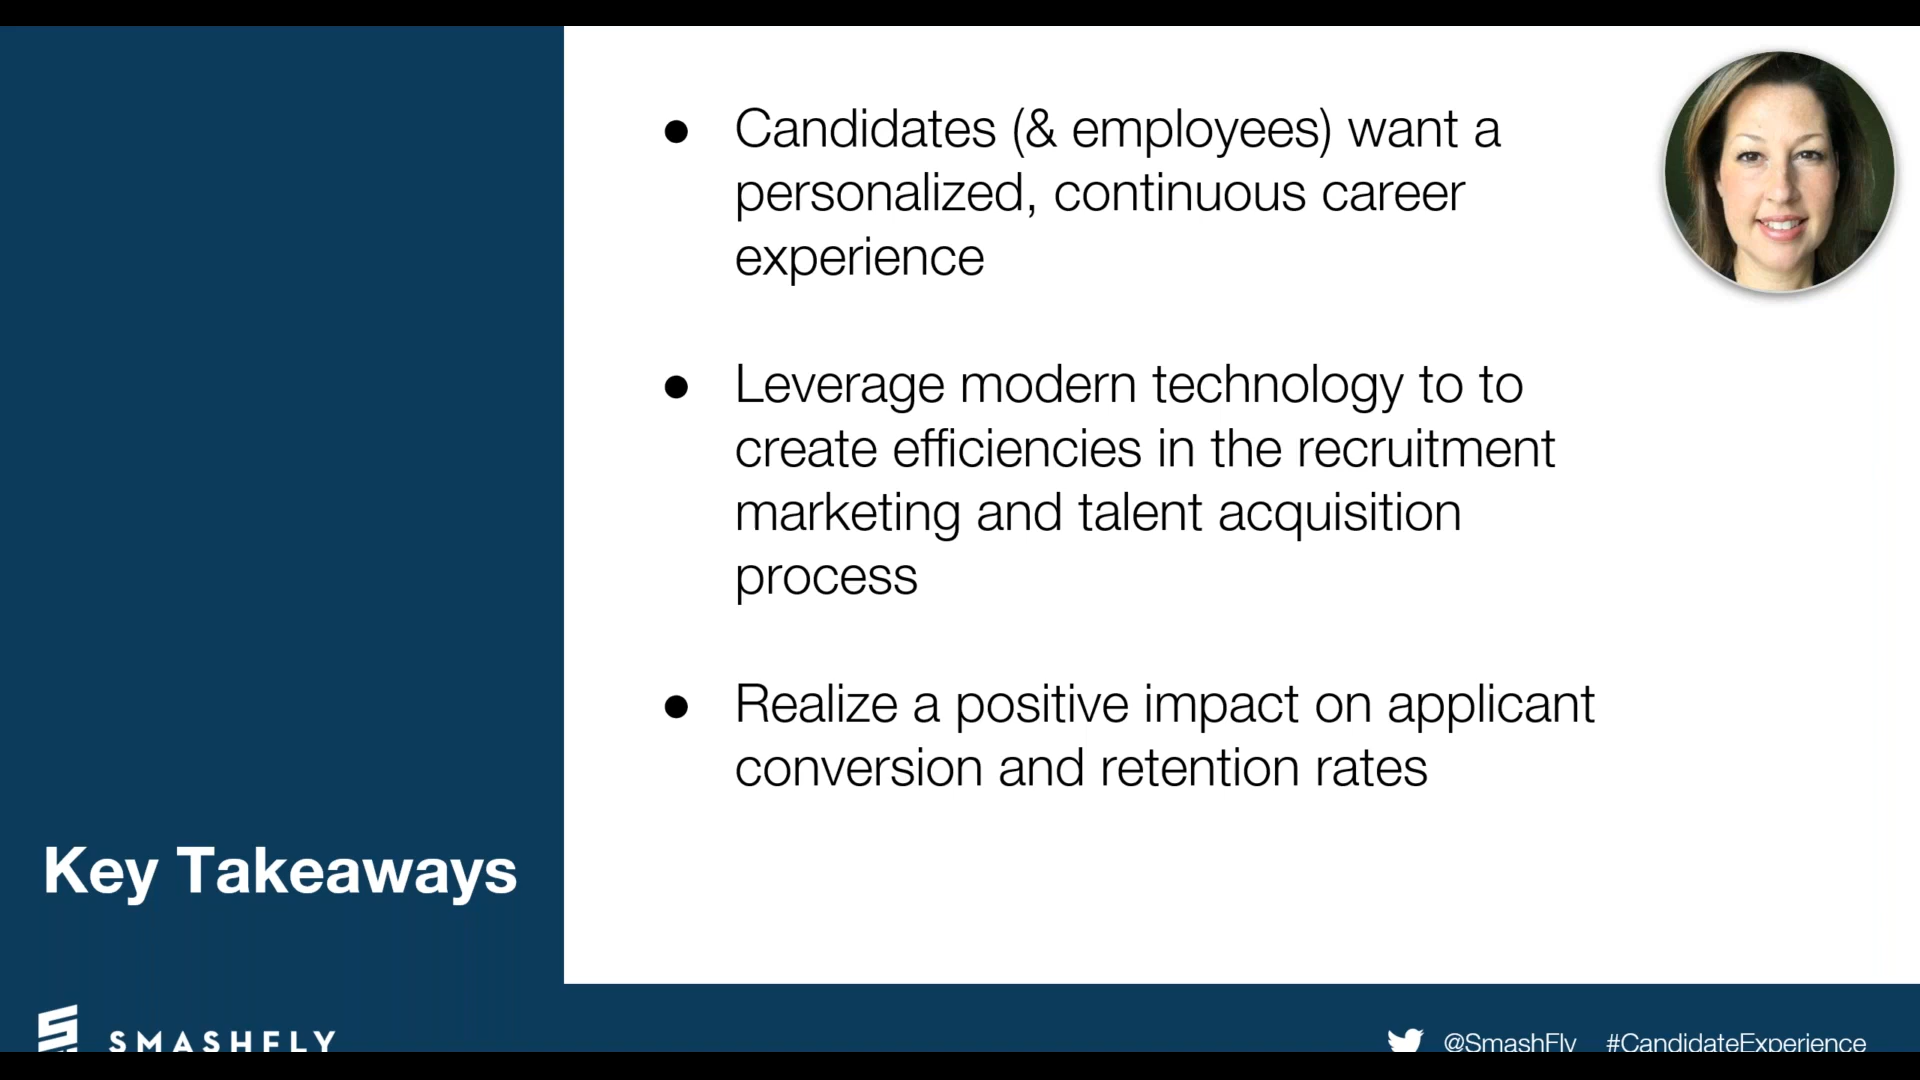 ● Candidates (& employees) want a
personalized, continuous career
experience
● Leverage modern technology to to
create efficiencies in the recruitment
marketing and talent acquisition
process
● Realize a positive impact on applicant
conversion and retention rates
Key Takeaways
SMASHFLY
@SmashFly #CandidateExperience